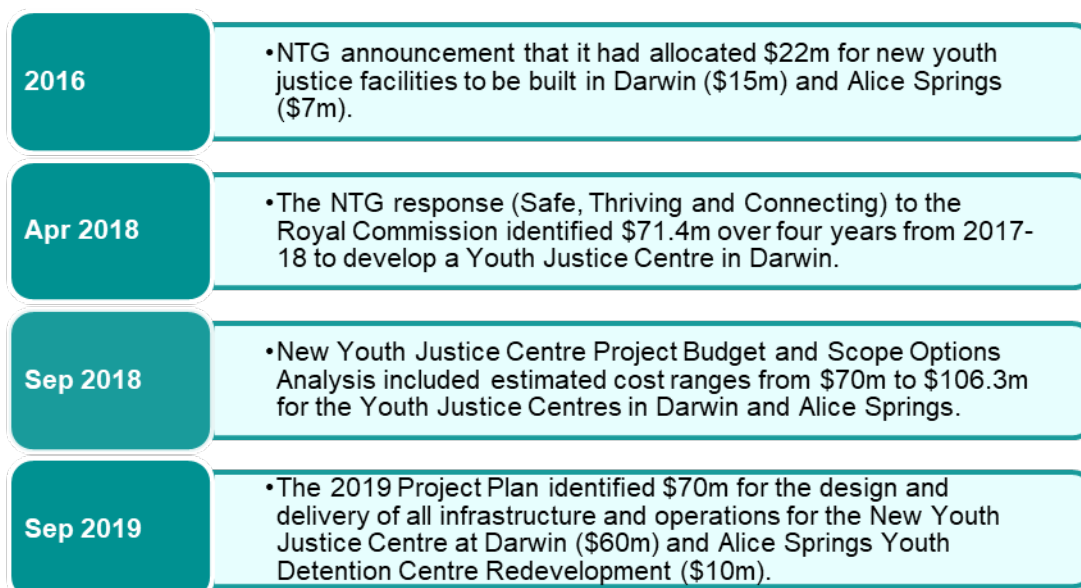 2016
•NTG announcement that it had allocated $22m for new youth
justice facilities to be built in Darwin ($15m) and Alice Springs
($7m).
Apr 2018
•The NTG response (Safe, Thriving and Connecting) to the
Royal Commission identified $71.4m over four years from 2017-
18 to develop a Youth Justice Centre in Darwin.
Sep 2018
•New Youth Justice Centre Project Budget and Scope Options
Analysis included estimated cost ranges from $70m to $106.3m
for the Youth Justice Centres in Darwin and Alice Springs.
Sep 2019
•The 2019 Project Plan identified $70m for the design and
delivery of all infrastructure and operations for the New Youth
Justice Centre at Darwin ($60m) and Alice Springs Youth
Detention Centre Redevelopment ($10m).